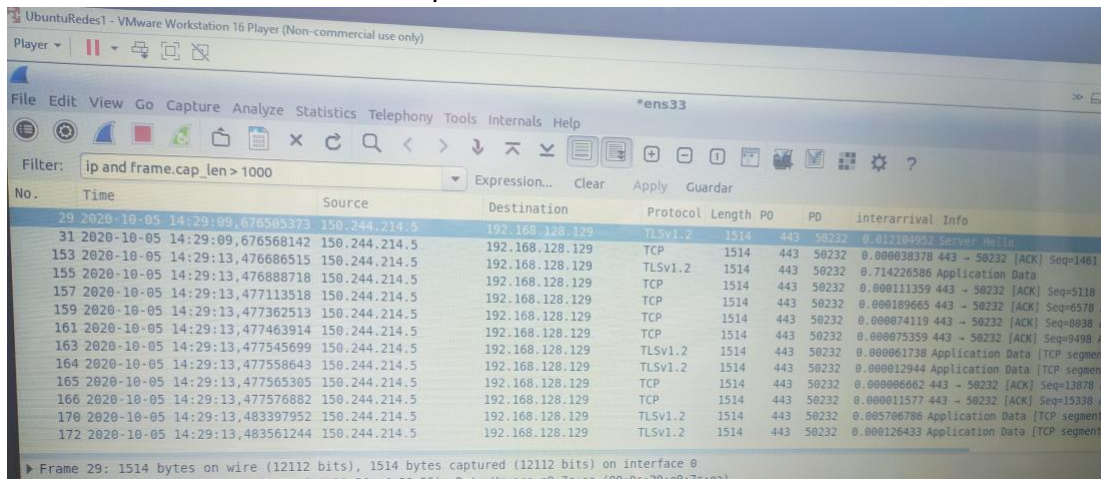 UbuntuRedes1 - VMware Workstation 16 Player (Non-commercial use only)
Player
*ens33
File Edit View Go Capture Analyze Statistics Telephony Tools Internals Help
Filter: ip and frame.cap_len > 1000 Expression... Clear Apply Guardar
No. Time Source Destination Protocol Length PO PD interarrival Info
29 2020-10-05 14:29:09,676505373 150.244.214.5 192.168.128.129 TLSv1.2 1514 443 50232 0.012104952 Server Hello
31 2020-10-05 14:29:09,676568142 150.244.214.5 192.168.128.129 TCP 1514 443 50232 0.000038378 443 → 50232 [ACK] Seq=1461
153 2020-10-05 14:29:13,476686515 150.244.214.5 192.168.128.129 TLSv1.2 1514 443 50232 0.714226586 Application Data
155 2020-10-05 14:29:13,476888718 150.244.214.5 192.168.128.129 TCP 1514 443 50232 0.000111359 443 → 50232 [ACK] Seq=5118
157 2020-10-05 14:29:13,477113518 150.244.214.5 192.168.128.129 TCP 1514 443 50232 0.000189665 443 → 50232 [ACK] Seq=6578
159 2020-10-05 14:29:13,477362513 150.244.214.5 192.168.128.129 TCP 1514 443 50232 0.000074119 443 → 50232 [ACK] Seq=8038
161 2020-10-05 14:29:13,477463914 150.244.214.5 192.168.128.129 TCP 1514 443 50232 0.000075359 443 → 50232 [ACK] Seq=9498
163 2020-10-05 14:29:13,477545699 150.244.214.5 192.168.128.129 TLSv1.2 1514 443 50232 0.000061738 Application Data [TCP segmen
164 2020-10-05 14:29:13,477558643 150.244.214.5 192.168.128.129 TLSv1.2 1514 443 50232 0.000012944 Application Data [TCP segmen
165 2020-10-05 14:29:13,477565305 150.244.214.5 192.168.128.129 TCP 1514 443 50232 0.000006662 443 → 50232 [ACK] Seq=13878
166 2020-10-05 14:29:13,477576882 150.244.214.5 192.168.128.129 TCP 1514 443 50232 0.000011577 443 → 50232 [ACK] Seq=15338
170 2020-10-05 14:29:13,483397952 150.244.214.5 192.168.128.129 TLSv1.2 1514 443 50232 0.005706786 Application Data [TCP segment
172 2020-10-05 14:29:13,483561244 150.244.214.5 192.168.128.129 TLSv1.2 1514 443 50232 0.000126433 Application Data [TCP segment
Frame 29: 1514 bytes on wire (12112 bits), 1514 bytes captured (12112 bits) on interface 0